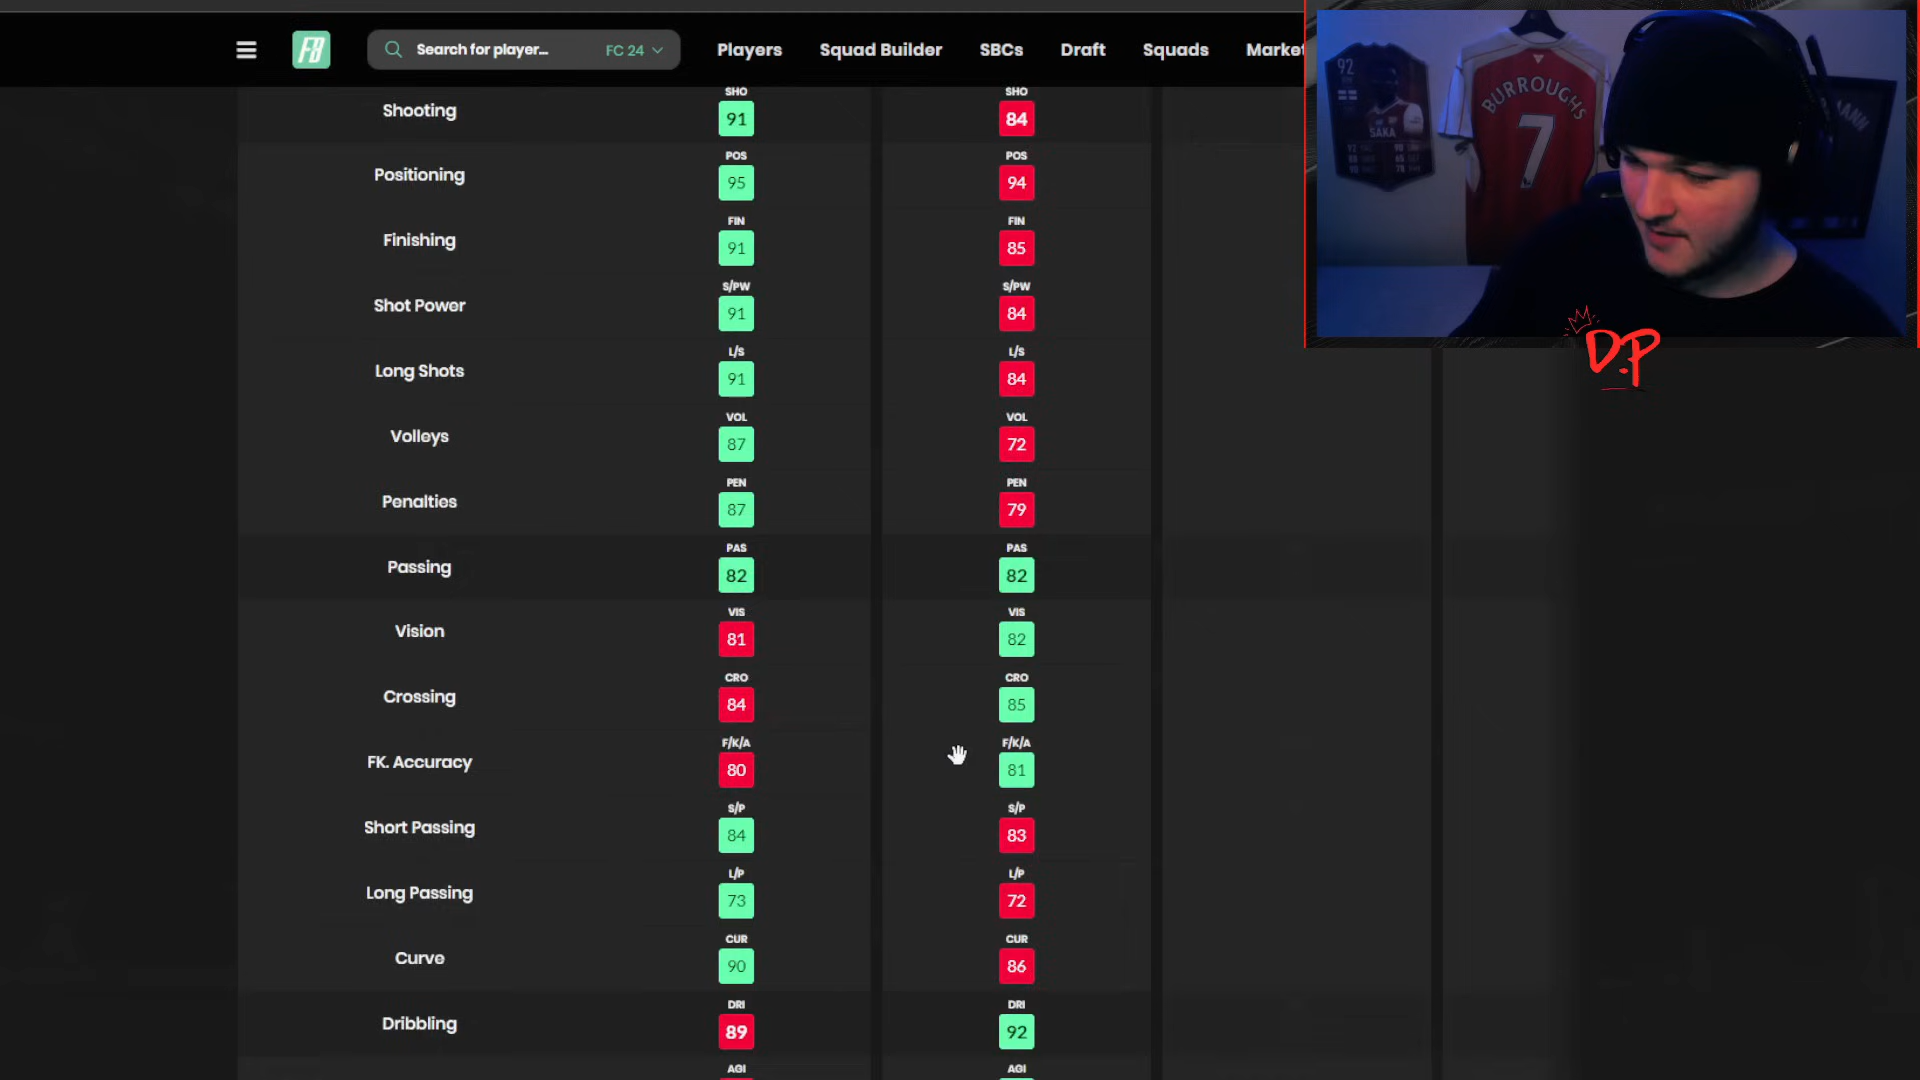 FB Search for player... FC 24 Players Squad Builder SBCs Draft Squads Market
Shooting SHO 91 SHO 84
Positioning POS 95 POS 94
Finishing FIN 91 FIN 85
Shot Power S/PW 91 S/PW 84
Long Shots L/S 91 L/S 84
Volleys VOL 87 VOL 72
Penalties PEN 87 PEN 79
Passing PAS 82 PAS 82
Vision VIS 81 VIS 82
Crossing CRO 84 CRO 85
FK. Accuracy F/K/A 80 F/K/A 81
Short Passing S/P 84 S/P 83
Long Passing L/P 73 L/P 72
Curve CUR 90 CUR 86
Dribbling DRI 89 DRI 92
AGI AGI
92
SAKA
BURROUGHS
7
D.P